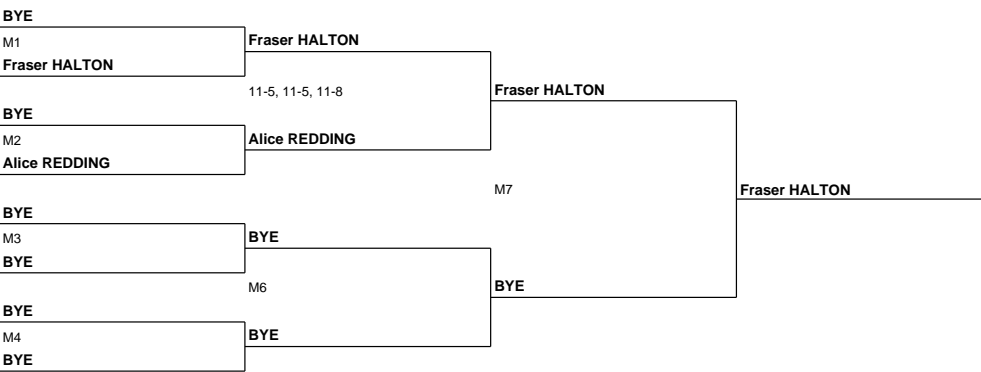 BYE
M1
Fraser HALTON
BYE
M2
Alice REDDING
BYE
M3
BYE
BYE
M4
BYE
Fraser HALTON
11-5, 11-5, 11-8
Alice REDDING
BYE
M6
BYE
Fraser HALTON
M7
BYE
Fraser HALTON